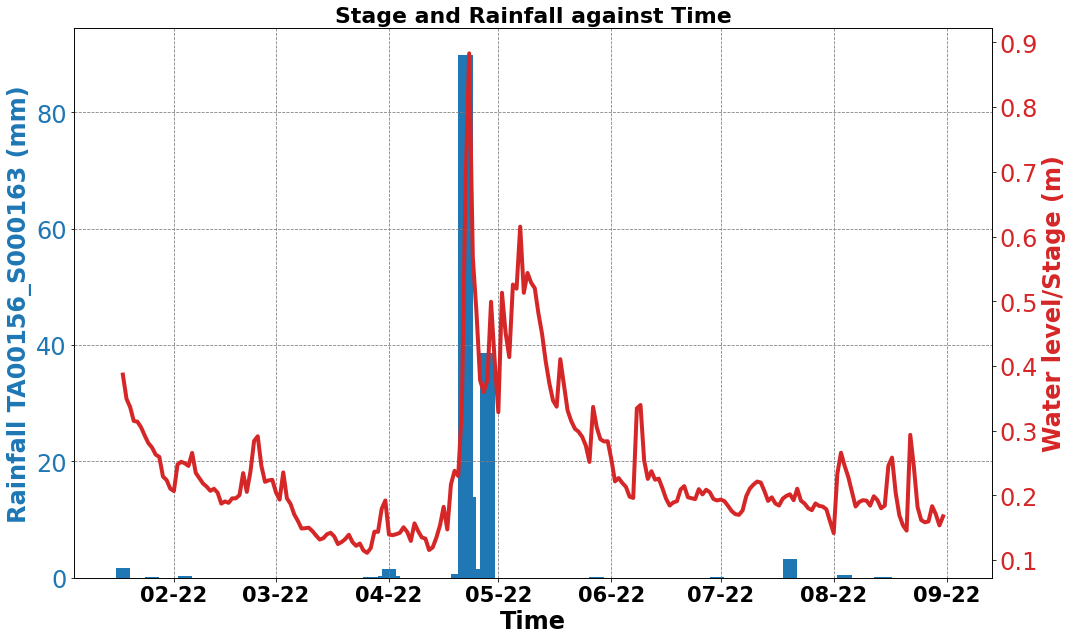 Stage and Rainfall against Time
Rainfall TA00156_S000163 (mm)
80
60
40
20
0
0.9
0.8
0.7
0.6
0.5
0.4
0.3
0.2
0.1
Water level/Stage (m)
02-22 03-22 04-22 05-22 06-22 07-22 08-22 09-22
Time